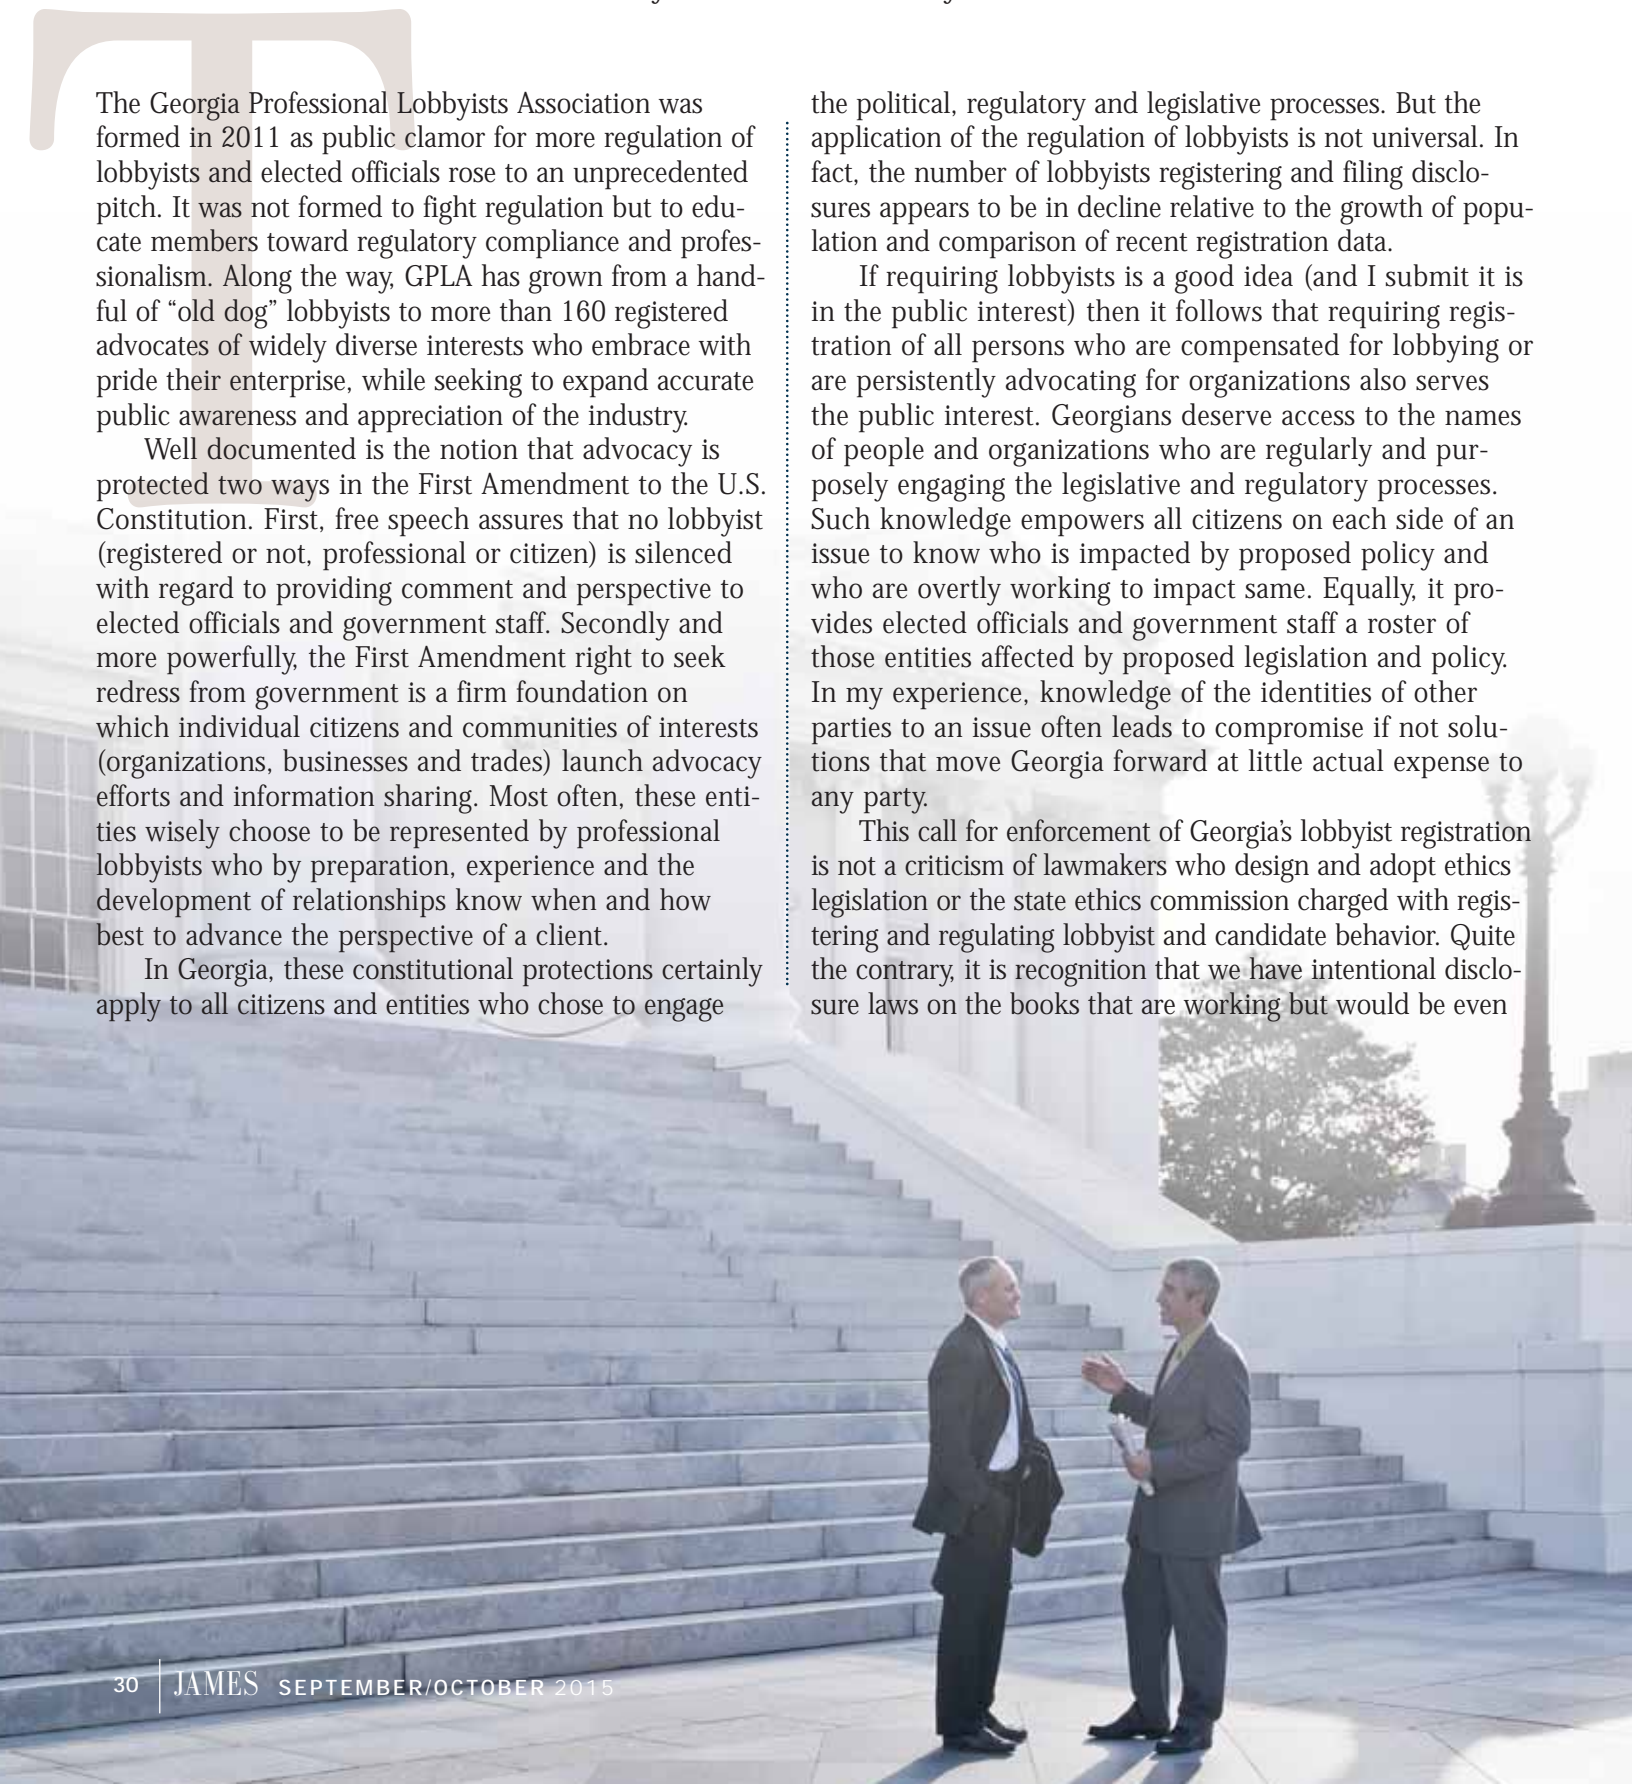 The Georgia Professional Lobbyists Association was
formed in 2011 as public clamor for more regulation of
lobbyists and elected officials rose to an unprecedented
pitch. It was not formed to fight regulation but to edu-
cate members toward regulatory compliance and profes-
sionalism. Along the way, GPLA has grown from a hand-
ful of “old dog” lobbyists to more than 160 registered
advocates of widely diverse interests who embrace with
pride their enterprise, while seeking to expand accurate
public awareness and appreciation of the industry.
Well documented is the notion that advocacy is
protected two ways in the First Amendment to the U.S.
Constitution. First, free speech assures that no lobbyist
(registered or not, professional or citizen) is silenced
with regard to providing comment and perspective to
elected officials and government staff. Secondly and
more powerfully, the First Amendment right to seek
redress from government is a firm foundation on
which individual citizens and communities of interests
(organizations, businesses and trades) launch advocacy
efforts and information sharing. Most often, these enti-
ties wisely choose to be represented by professional
lobbyists who by preparation, experience and the
development of relationships know when and how
best to advance the perspective of a client.
In Georgia, these constitutional protections certainly
apply to all citizens and entities who chose to engage
the political, regulatory and legislative processes. But the
application of the regulation of lobbyists is not universal. In
fact, the number of lobbyists registering and filing disclo-
sures appears to be in decline relative to the growth of popu-
lation and comparison of recent registration data.
If requiring lobbyists is a good idea (and I submit it is
in the public interest) then it follows that requiring regis-
tration of all persons who are compensated for lobbying or
are persistently advocating for organizations also serves
the public interest. Georgians deserve access to the names
of people and organizations who are regularly and pur-
posely engaging the legislative and regulatory processes.
Such knowledge empowers all citizens on each side of an
issue to know who is impacted by proposed policy and
who are overtly working to impact same. Equally, it pro-
vides elected officials and government staff a roster of
those entities affected by proposed legislation and policy.
In my experience, knowledge of the identities of other
parties to an issue often leads to compromise if not solu-
tions that move Georgia forward at little actual expense to
any party.
This call for enforcement of Georgia’s lobbyist registration
is not a criticism of lawmakers who design and adopt ethics
legislation or the state ethics commission charged with regis-
tering and regulating lobbyist and candidate behavior. Quite
the contrary, it is recognition that we have intentional disclo-
sure laws on the books that are working but would be even
30 JAMES SEPTEMBER/OCTOBER 2015